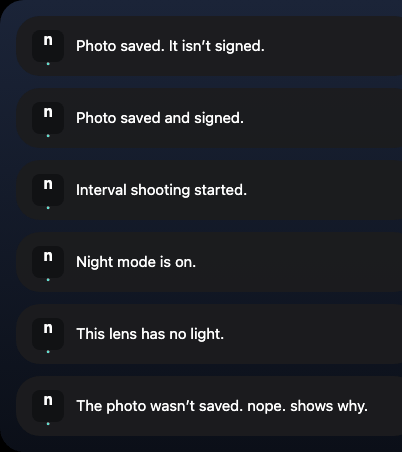 n
Photo saved. It isn’t signed.
n
Photo saved and signed.
n
Interval shooting started.
n
Night mode is on.
n
This lens has no light.
n
The photo wasn’t saved. nope. shows why.